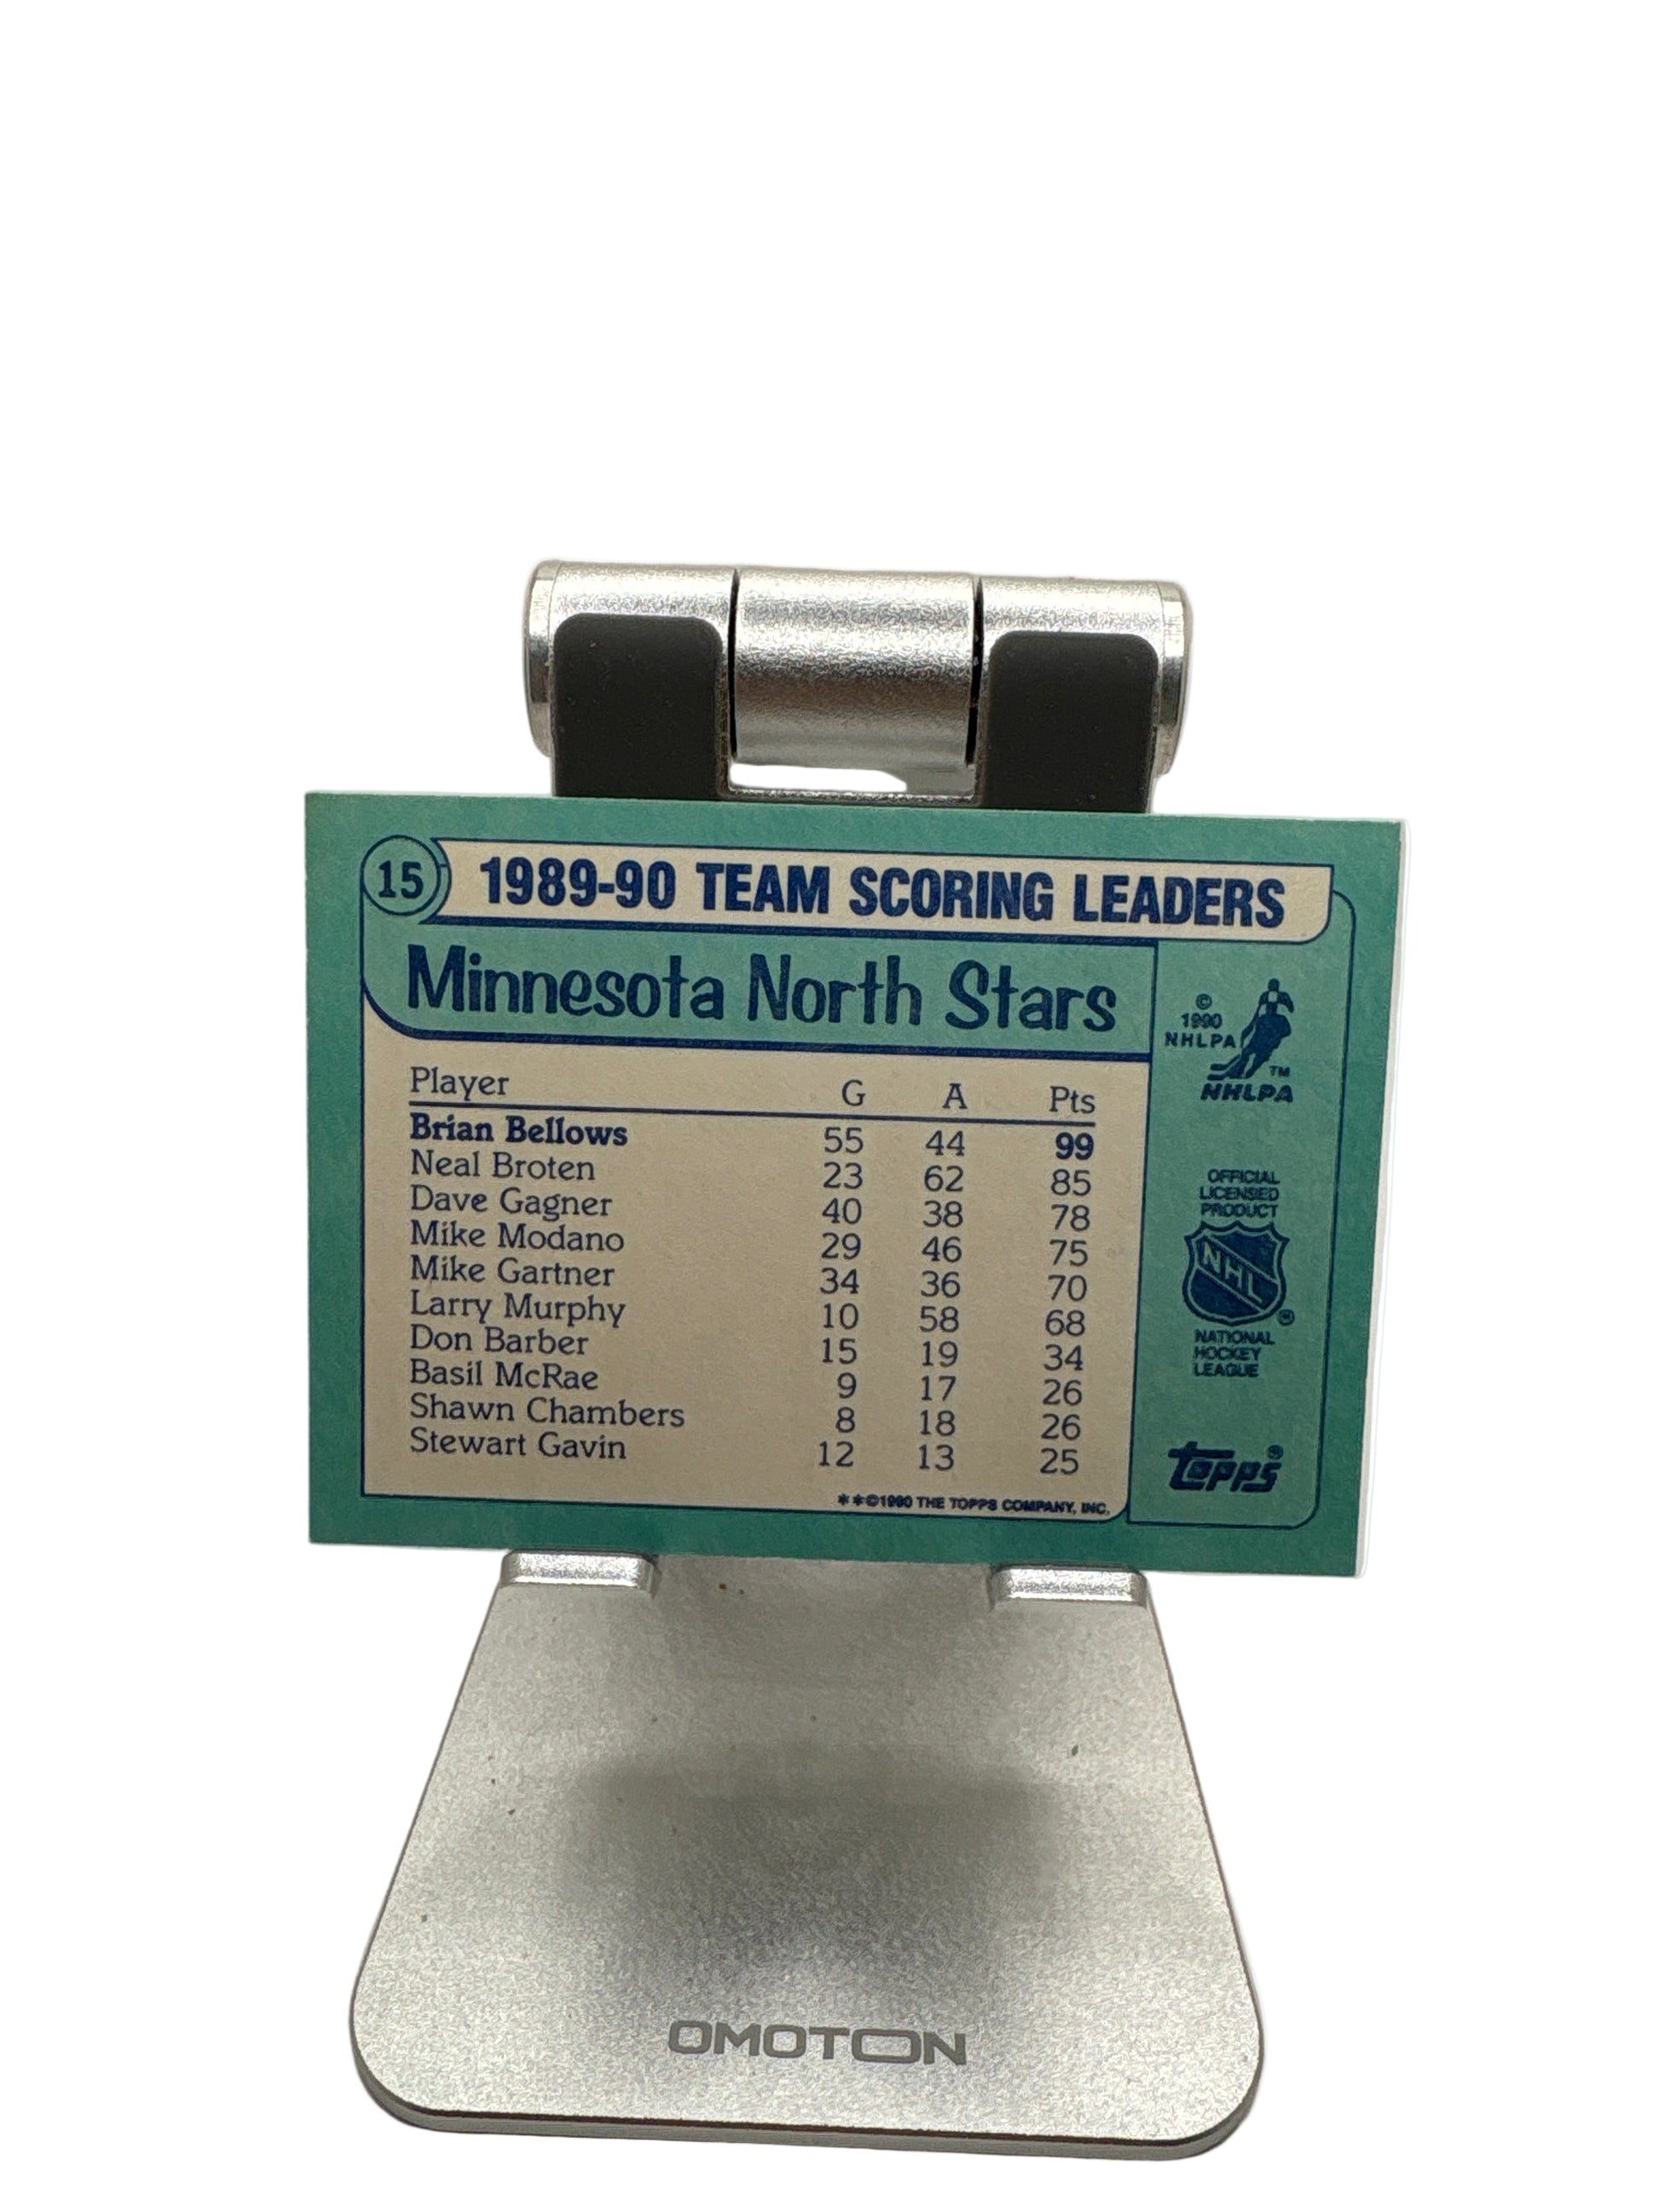 15
1989-90 TEAM SCORING LEADERS
Minnesota North Stars
Player G A Pts
Brian Bellows 55 44 99
Neal Broten 23 62 85
Dave Gagner 40 38 78
Mike Modano 29 46 75
Mike Gartner 34 36 70
Larry Murphy 10 58 68
Don Barber 15 19 34
Basil McRae 9 17 26
Shawn Chambers 8 18 26
Stewart Gavin 12 13 25
**©1990 THE TOPPS COMPANY, INC.
©
1990
NHLPA
TM
NHLPA
OFFICIAL
LICENSED
PRODUCT
NHL
®
NATIONAL
HOCKEY
LEAGUE
topps®
OMOTON